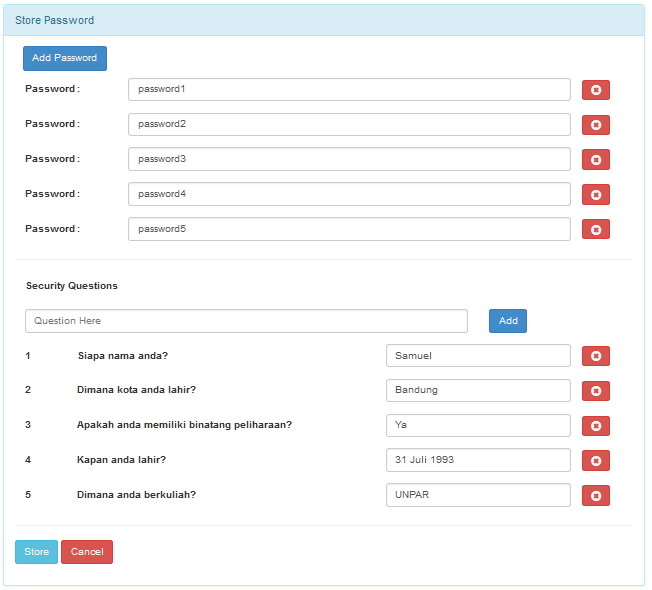 Store Password
Add Password
Password : password1
Password : password2
Password : password3
Password : password4
Password : password5
Security Questions
Question Here Add
1 Siapa nama anda? Samuel
2 Dimana kota anda lahir? Bandung
3 Apakah anda memiliki binatang peliharaan? Ya
4 Kapan anda lahir? 31 Juli 1993
5 Dimana anda berkuliah? UNPAR
Store Cancel